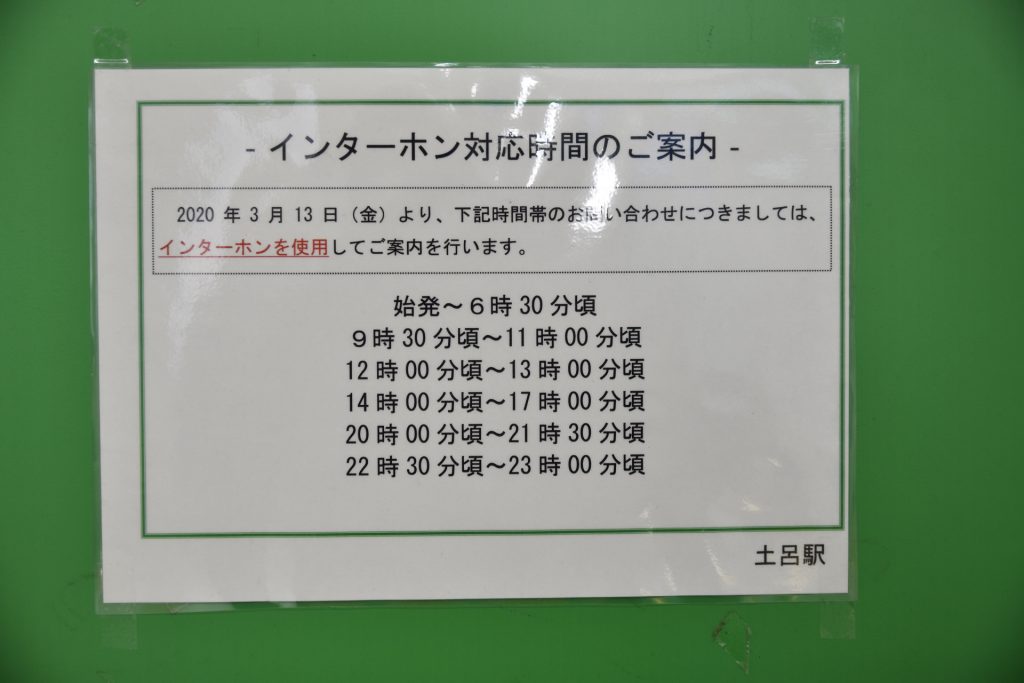 - インターホン対応時間のご案内 -
2020 年 3 月 13 日（金）より、下記時間帯のお問い合わせにつきましては、
インターホンを使用してご案内を行います。
始発～６時 30 分頃
９時 30 分頃～11 時 00 分頃
12 時 00 分頃～13 時 00 分頃
14 時 00 分頃～17 時 00 分頃
20 時 00 分頃～21 時 30 分頃
22 時 30 分頃～23 時 00 分頃
土呂駅